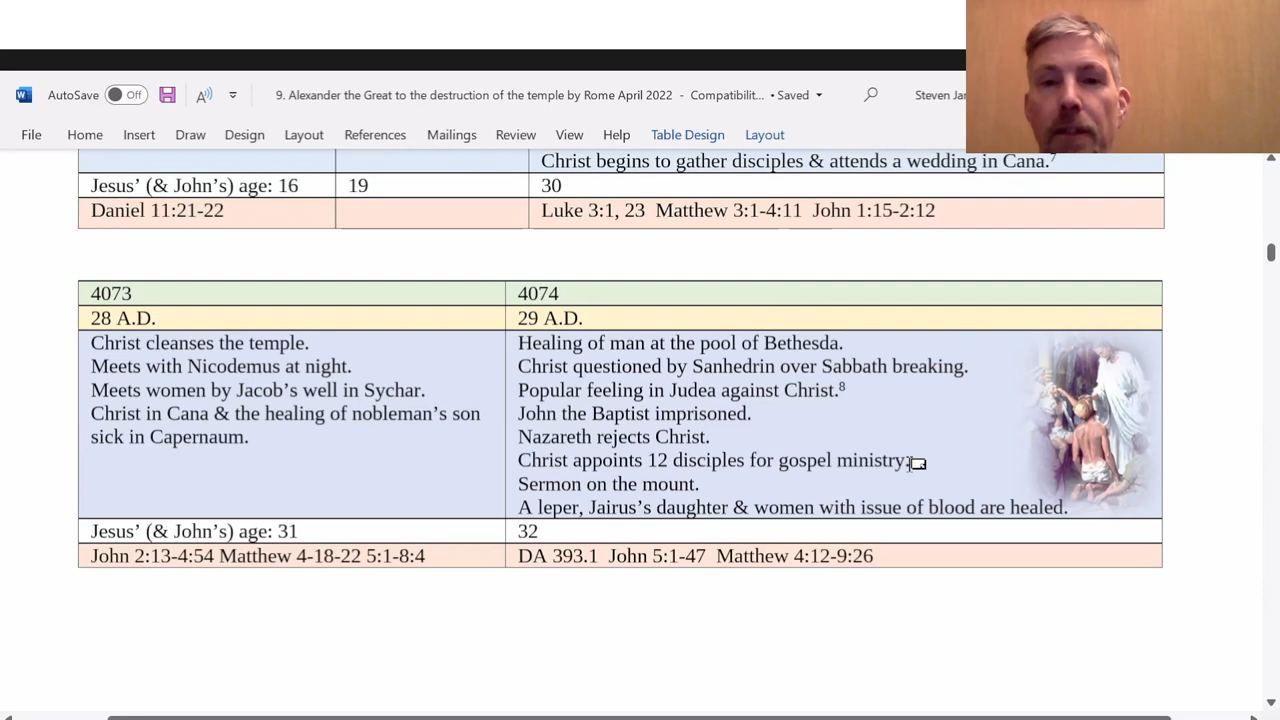 AutoSave Off 9. Alexander the Great to the destruction of the temple by Rome April 2022 - Compatibilit... • Saved Steven Jar
File Home Insert Draw Design Layout References Mailings Review View Help Table Design Layout
Christ begins to gather disciples & attends a wedding in Cana.⁷
Jesus’ (& John’s) age: 16 19 30
Daniel 11:21-22 Luke 3:1, 23 Matthew 3:1-4:11 John 1:15-2:12
4073
28 A.D.
Christ cleanses the temple.
Meets with Nicodemus at night.
Meets women by Jacob’s well in Sychar.
Christ in Cana & the healing of nobleman’s son
sick in Capernaum.
Jesus’ (& John’s) age: 31
John 2:13-4:54 Matthew 4-18-22 5:1-8:4
4074
29 A.D.
Healing of man at the pool of Bethesda.
Christ questioned by Sanhedrin over Sabbath breaking.
Popular feeling in Judea against Christ.⁸
John the Baptist imprisoned.
Nazareth rejects Christ.
Christ appoints 12 disciples for gospel ministry.
Sermon on the mount.
A leper, Jairus’s daughter & women with issue of blood are healed.
32
DA 393.1 John 5:1-47 Matthew 4:12-9:26